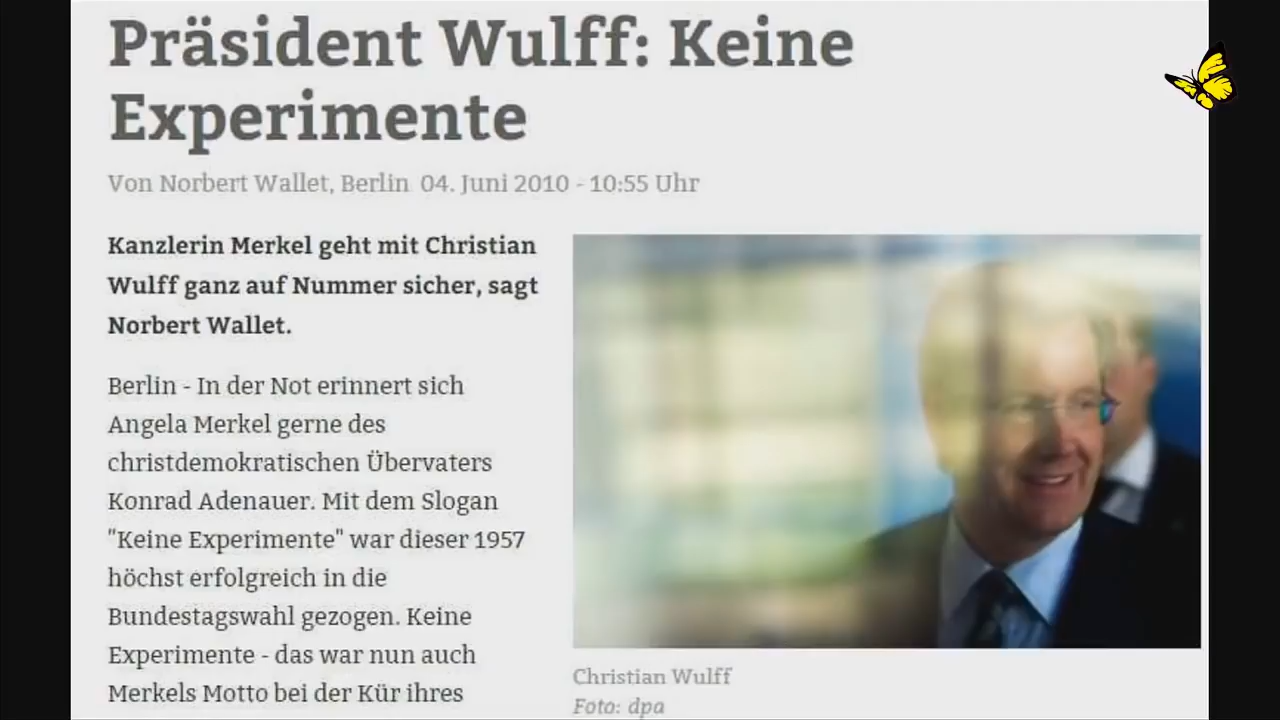 Präsident Wulff: Keine
Experimente
Von Norbert Wallet, Berlin 04. Juni 2010 - 10:55 Uhr
Kanzlerin Merkel geht mit Christian
Wulff ganz auf Nummer sicher, sagt
Norbert Wallet.
Berlin - In der Not erinnert sich
Angela Merkel gerne des
christdemokratischen Übervaters
Konrad Adenauer. Mit dem Slogan
"Keine Experimente" war dieser 1957
höchst erfolgreich in die
Bundestagswahl gezogen. Keine
Experimente - das war nun auch
Merkels Motto bei der Kür ihres
Christian Wulff
Foto: dpa